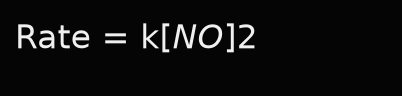 Rate = k[NO]2